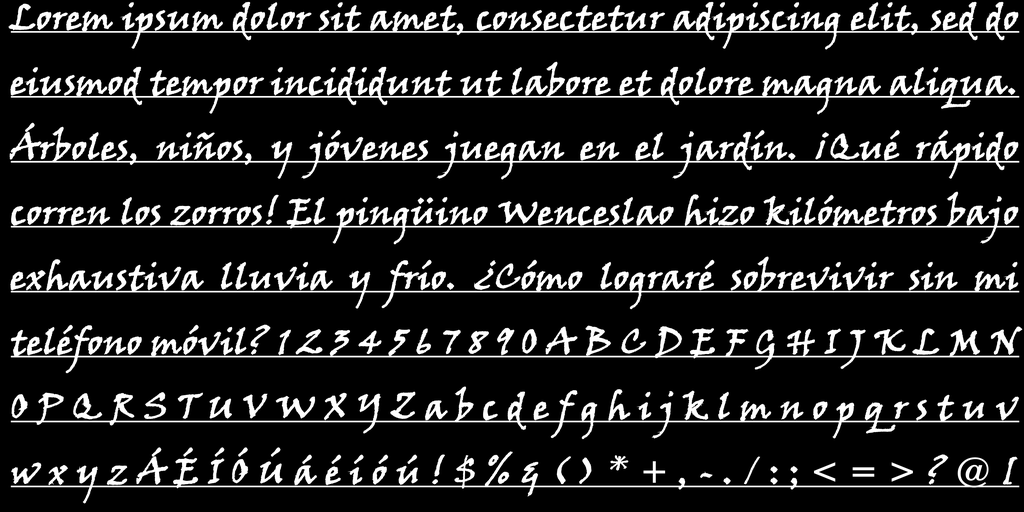 Lorem ipsum dolor sit amet, consectetur adipiscing elit, sed do
eiusmod tempor incididunt ut labore et dolore magna aliqua.
Árboles, niños, y jóvenes juegan en el jardín. ¡Qué rápido
corren los zorros! El pingüino Wenceslao hizo kilómetros bajo
exhaustiva lluvia y frío. ¿Cómo lograré sobrevivir sin mi
teléfono móvil? 1 2 3 4 5 6 7 8 9 0 A B C D E F G H I J K L M N
O P Q R S T U V W X Y Z a b c d e f g h i j k l m n o p q r s t u v
w x y z Á É Í Ó Ú á é í ó ú ! $ % & ( ) * + , - . / : ; < = > ? @ [